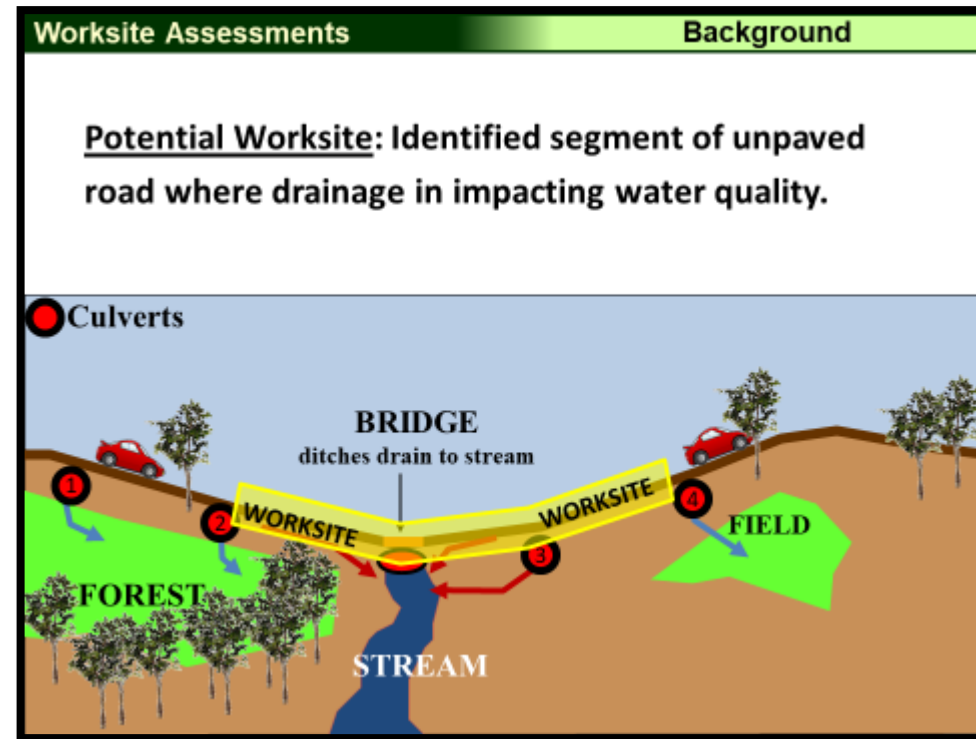 Worksite Assessments
Background
Potential Worksite: Identified segment of unpaved
road where drainage in impacting water quality.
Culverts
BRIDGE
ditches drain to stream
1
2
WORKSITE
WORKSITE
3
4
FIELD
FOREST
STREAM